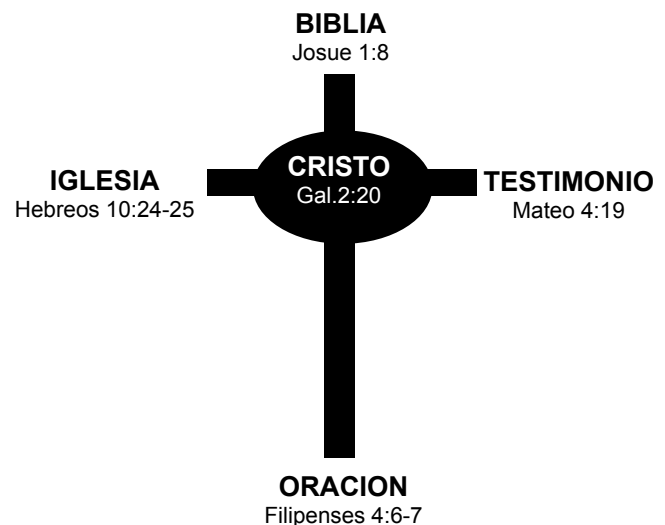 BIBLIA
Josue 1:8
CRISTO
Gal.2:20
IGLESIA
Hebreos 10:24-25
TESTIMONIO
Mateo 4:19
ORACION
Filipenses 4:6-7